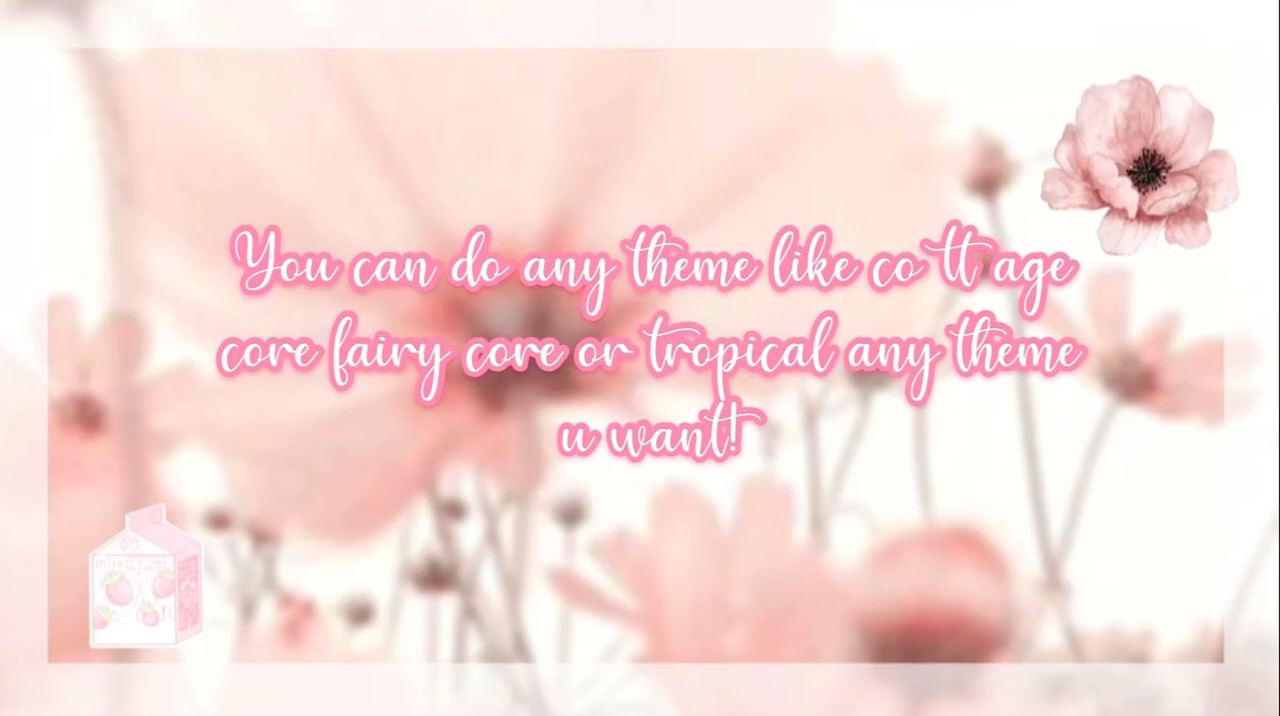 You can do any theme like co tt age
core fairy core or tropical any theme
u want!